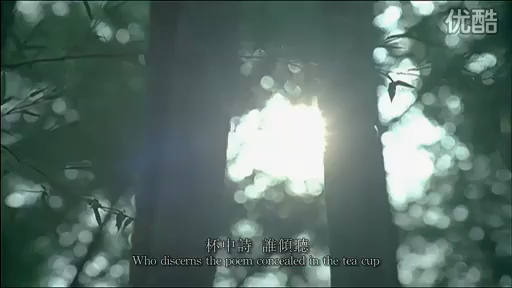 优酷
杯中詩 誰傾聽
Who discerns the poem concealed in the tea cup